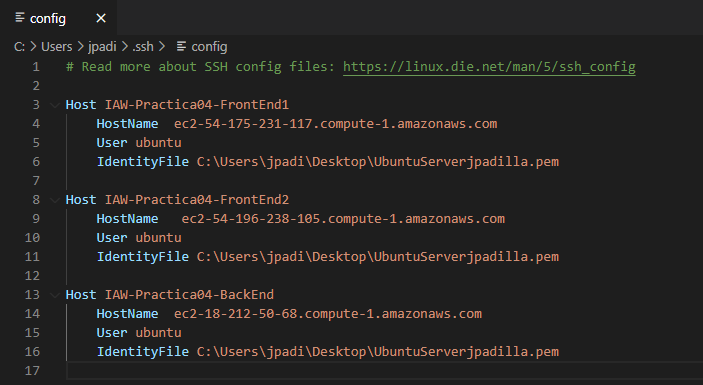 config ×
C: > Users > jpadi > .ssh > config
1 # Read more about SSH config files: https://linux.die.net/man/5/ssh_config
2
3 Host IAW-Practica04-FrontEnd1
4 HostName ec2-54-175-231-117.compute-1.amazonaws.com
5 User ubuntu
6 IdentityFile C:\Users\jpadi\Desktop\UbuntuServerjpadilla.pem
7
8 Host IAW-Practica04-FrontEnd2
9 HostName ec2-54-196-238-105.compute-1.amazonaws.com
10 User ubuntu
11 IdentityFile C:\Users\jpadi\Desktop\UbuntuServerjpadilla.pem
12
13 Host IAW-Practica04-BackEnd
14 HostName ec2-18-212-50-68.compute-1.amazonaws.com
15 User ubuntu
16 IdentityFile C:\Users\jpadi\Desktop\UbuntuServerjpadilla.pem
17